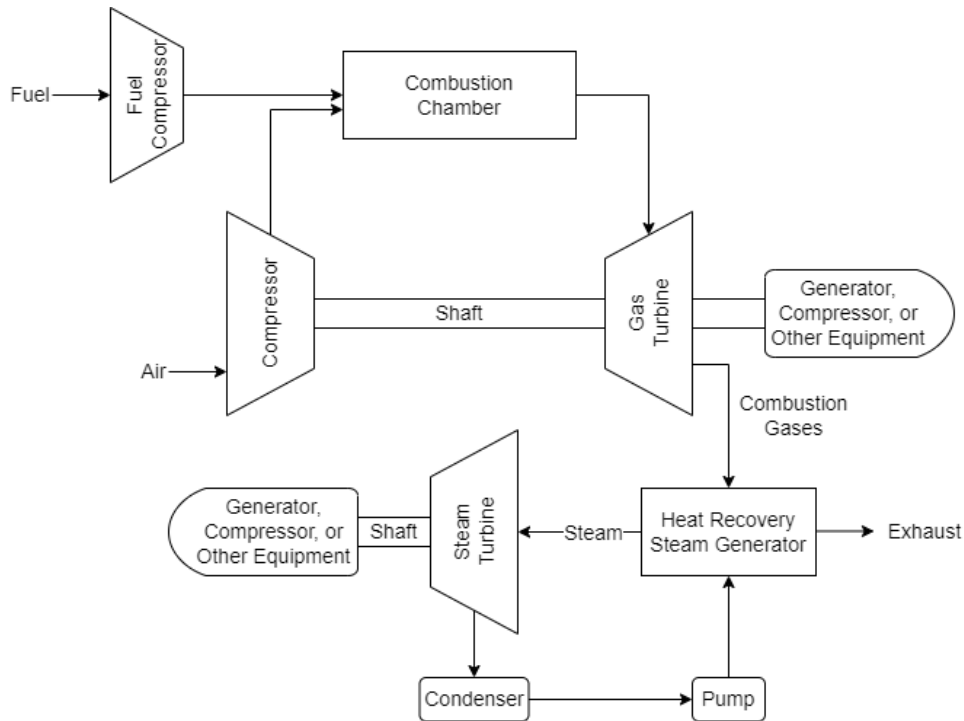 Fuel
Fuel
Compressor
Combustion
Chamber
Compressor
Shaft
Gas
Turbine
Generator,
Compressor, or
Other Equipment
Air
Combustion
Gases
Generator,
Compressor, or
Other Equipment
Shaft
Steam
Turbine
Steam
Heat Recovery
Steam Generator
Exhaust
Condenser
Pump